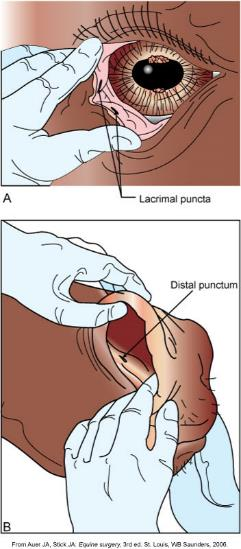 A
Lacrimal puncta
Distal punctum
B
From Auer JA, Stick JA: Equine surgery, 3rd ed. St. Louis, WB Saunders, 2006.